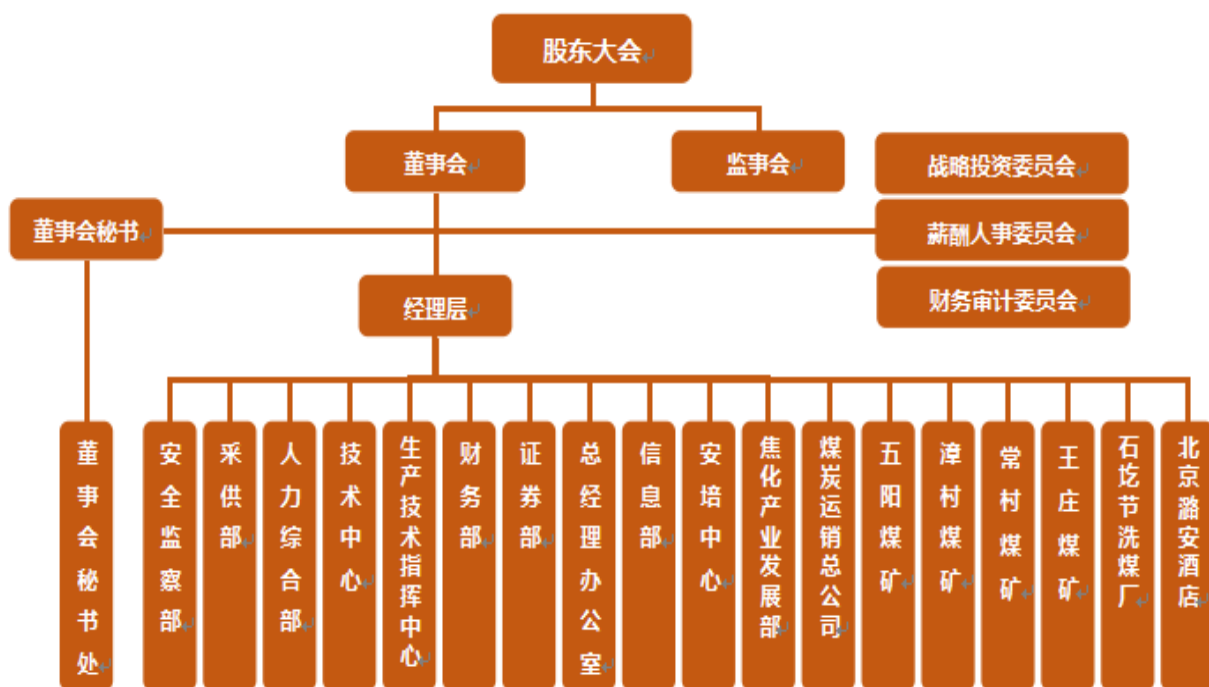 股东大会
董事会
监事会
战略投资委员会
董事会秘书
薪酬人事委员会
财务审计委员会
经理层
董事会秘书处
安全监察部
采供部
人力综合部
技术中心
生产技术指挥中心
财务部
证券部
总经理办公室
信息部
安培中心
焦化产业发展部
煤炭运销总公司
五阳煤矿
漳村煤矿
常村煤矿
王庄煤矿
石圪节洗煤厂
北京潞安酒店